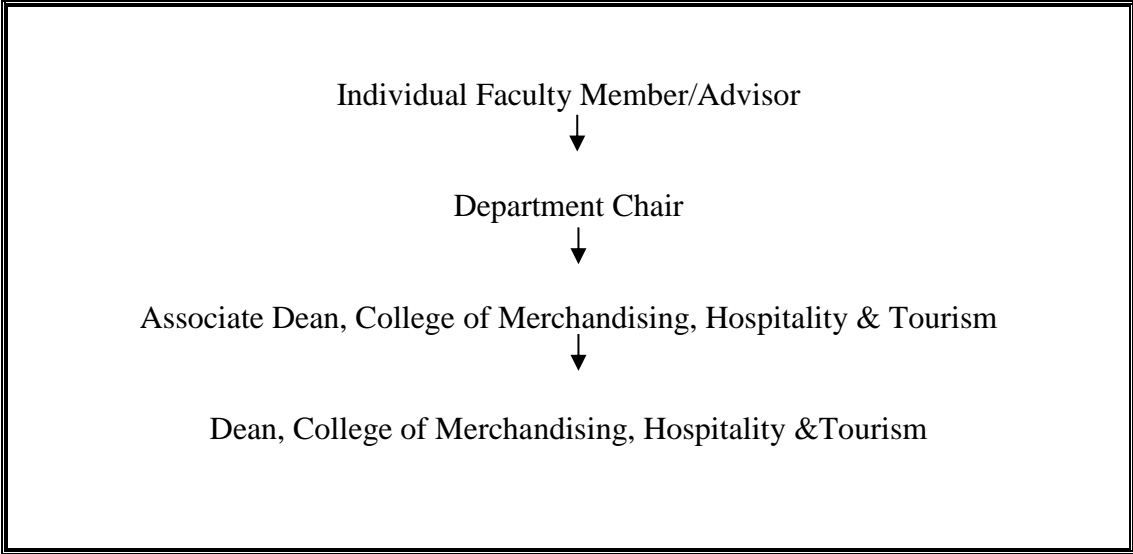 Individual Faculty Member/Advisor
Department Chair
Associate Dean, College of Merchandising, Hospitality & Tourism
Dean, College of Merchandising, Hospitality &Tourism